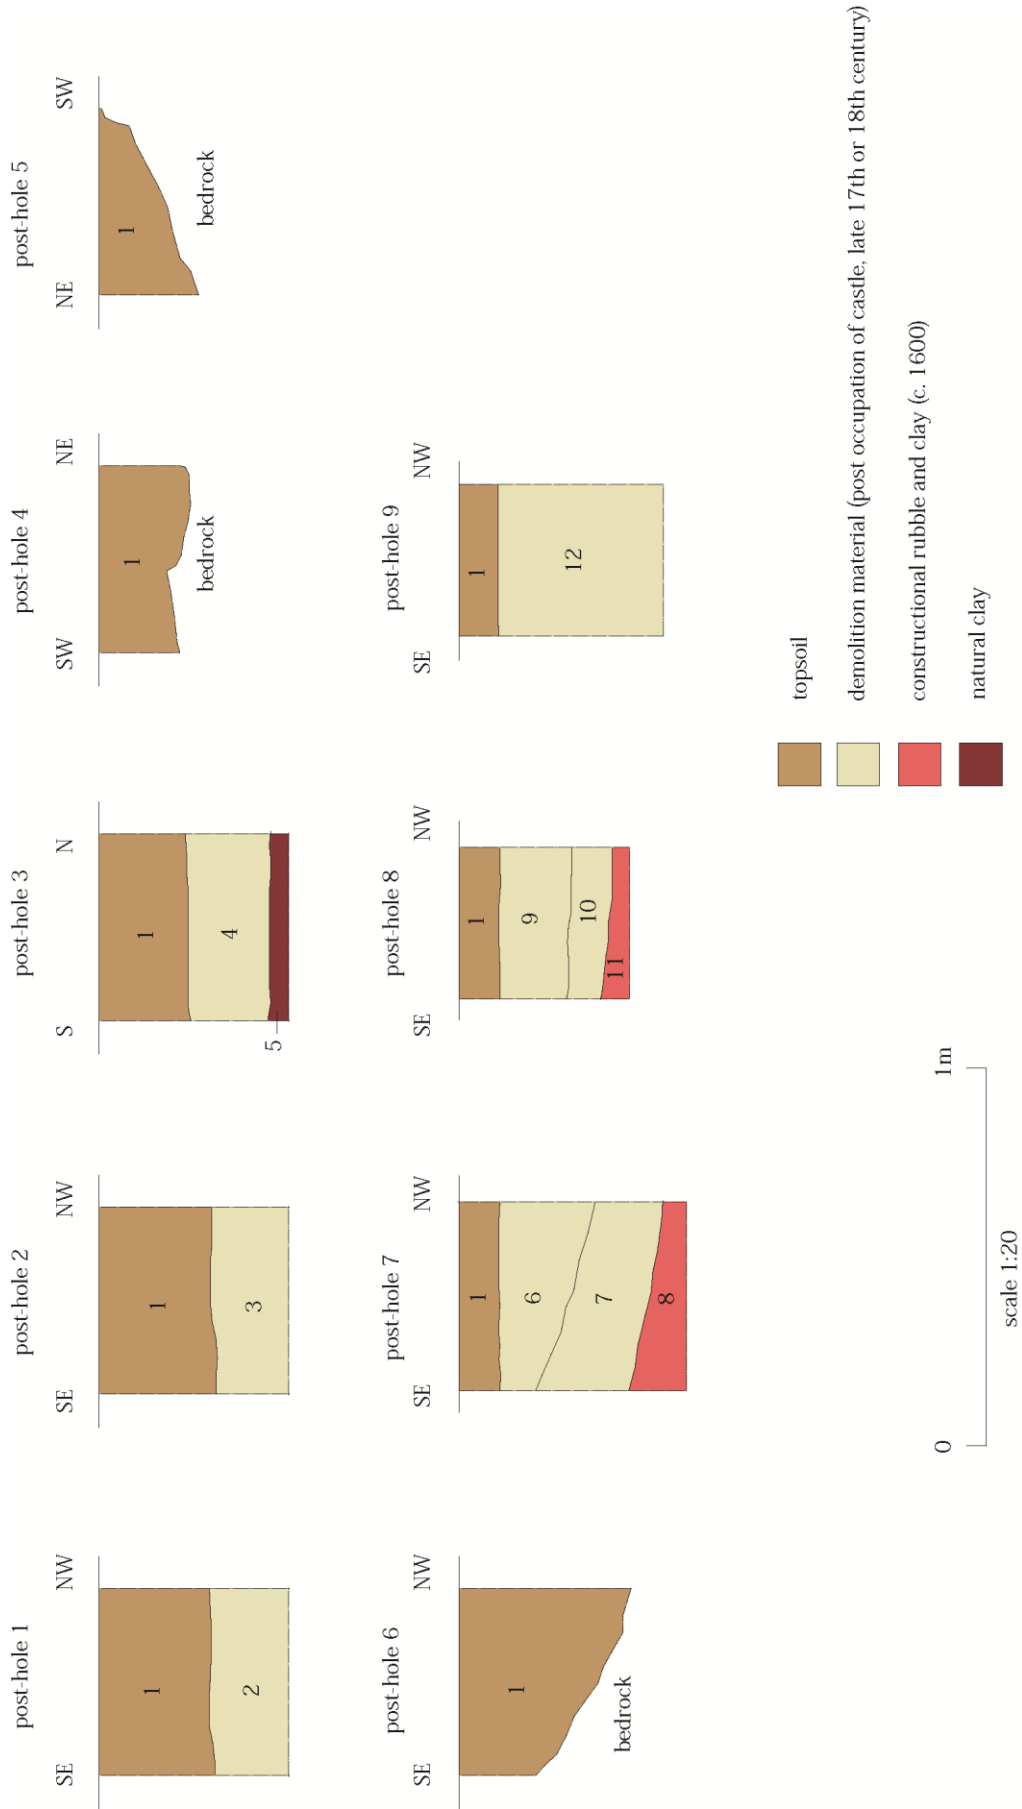 post-hole 1
SE NW
1
2
post-hole 2
SE NW
1
3
post-hole 3
S N
1
4
5
post-hole 4
SW NE
1
bedrock
post-hole 5
NE SW
1
bedrock
post-hole 6
SE NW
1
bedrock
post-hole 7
SE NW
1
6
7
8
post-hole 8
SE NW
1
9
10
11
post-hole 9
SE NW
1
12
topsoil
demolition material (post occupation of castle, late 17th or 18th century)
constructional rubble and clay (c. 1600)
natural clay
0 1m
scale 1:20